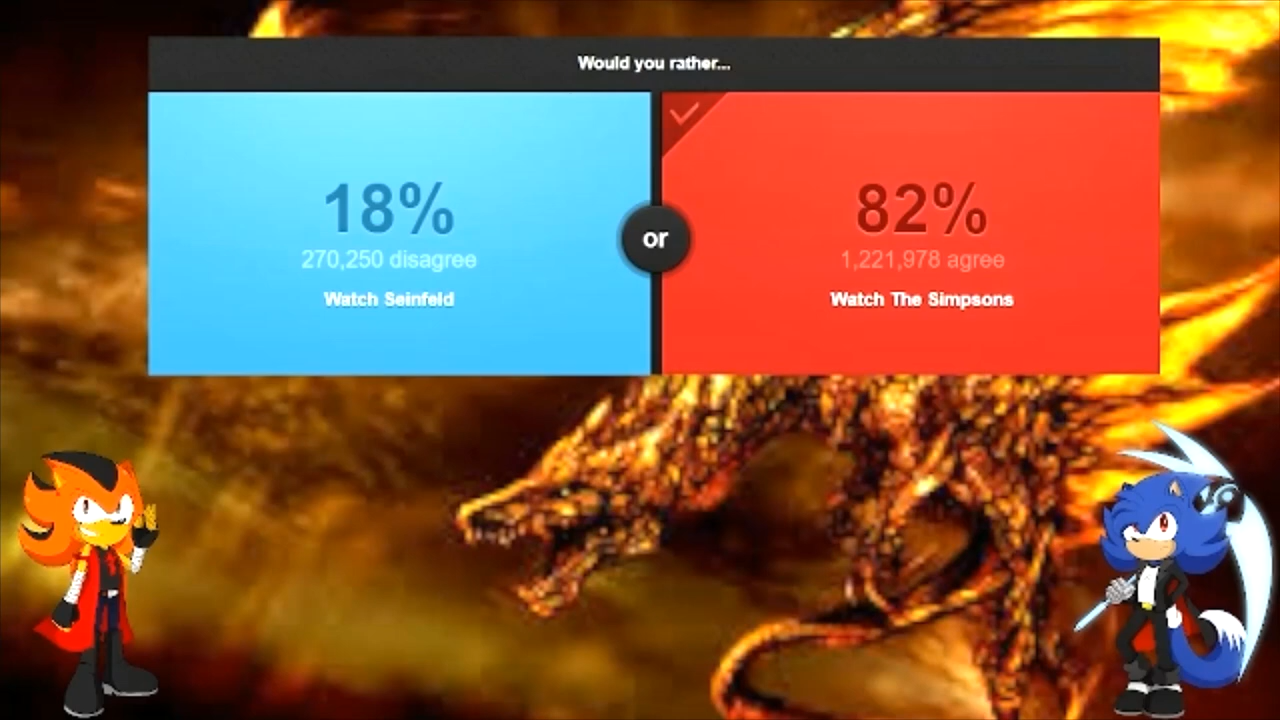 Would you rather...
18%
270,250 disagree
Watch Seinfeld
or
82%
1,221,978 agree
Watch The Simpsons